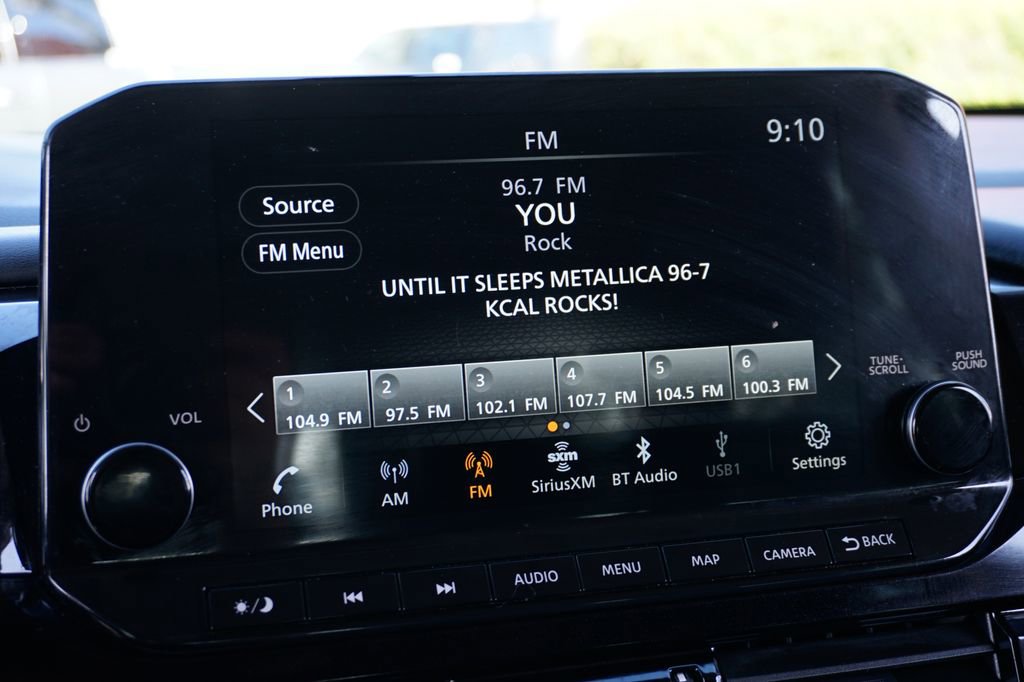 FM
9:10
96.7 FM
Source
YOU
FM Menu
Rock
UNTIL IT SLEEPS METALLICA 96-7
KCAL ROCKS!
1 104.9 FM
2 97.5 FM
3 102.1 FM
4 107.7 FM
5 104.5 FM
6 100.3 FM
TUNE·
SCROLL
PUSH
SOUND
VOL
Phone
AM
FM
sxm
SiriusXM
BT Audio
USB1
Settings
AUDIO
MENU
MAP
CAMERA
BACK